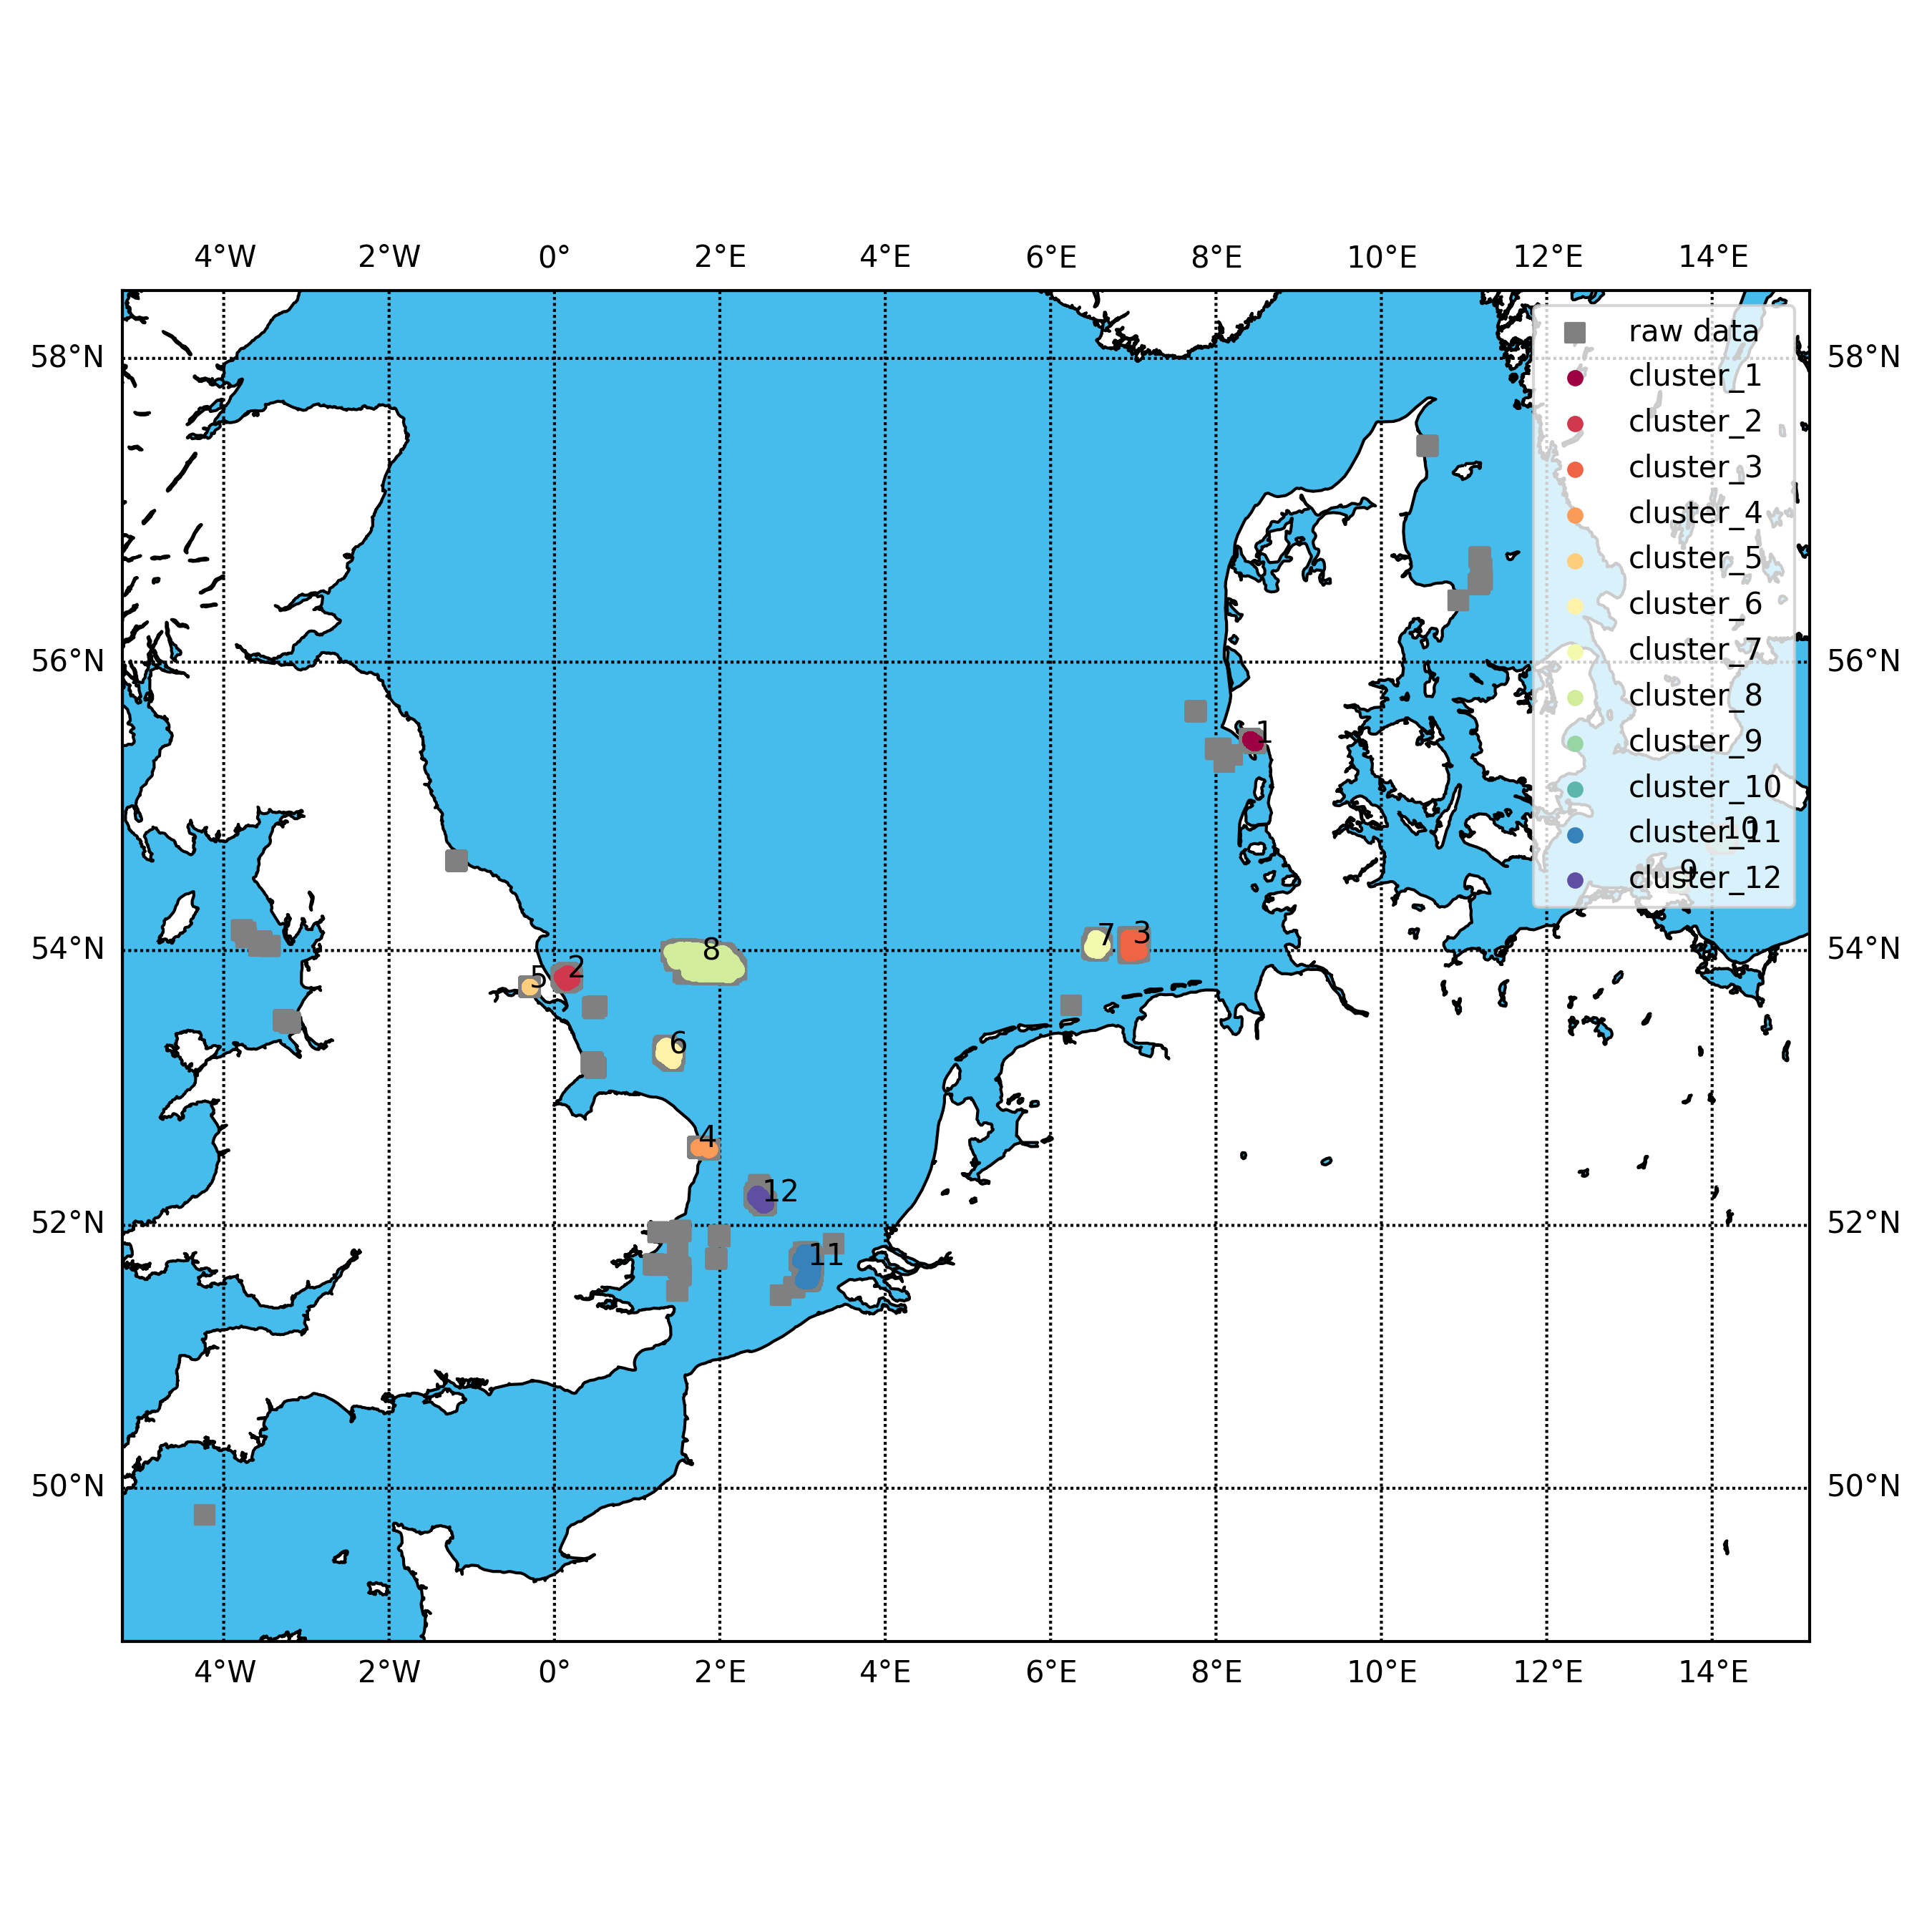 4°W 2°W 0° 2°E 4°E 6°E 8°E 10°E 12°E 14°E
58°N 58°N
56°N 56°N
54°N 54°N
52°N 52°N
50°N 50°N
raw data
cluster_1
cluster_2
cluster_3
cluster_4
cluster_5
cluster_6
cluster_7
cluster_8
cluster_9
cluster_10
cluster_11
cluster_12
1
10
9
7 3
8
2
5
6
4
12
11
4°W 2°W 0° 2°E 4°E 6°E 8°E 10°E 12°E 14°E